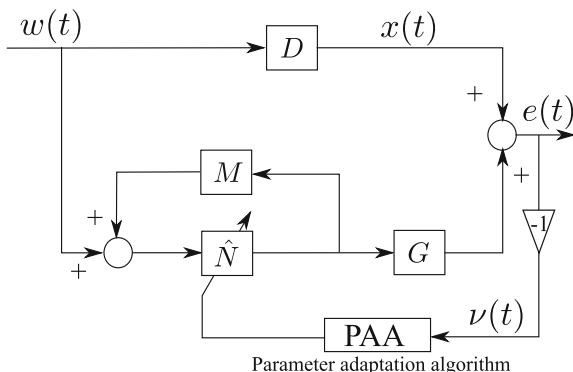 w(t)
D
x(t)
+
e(t)
+
M
+
-1
N̂
G
+
ν(t)
PAA
Parameter adaptation algorithm